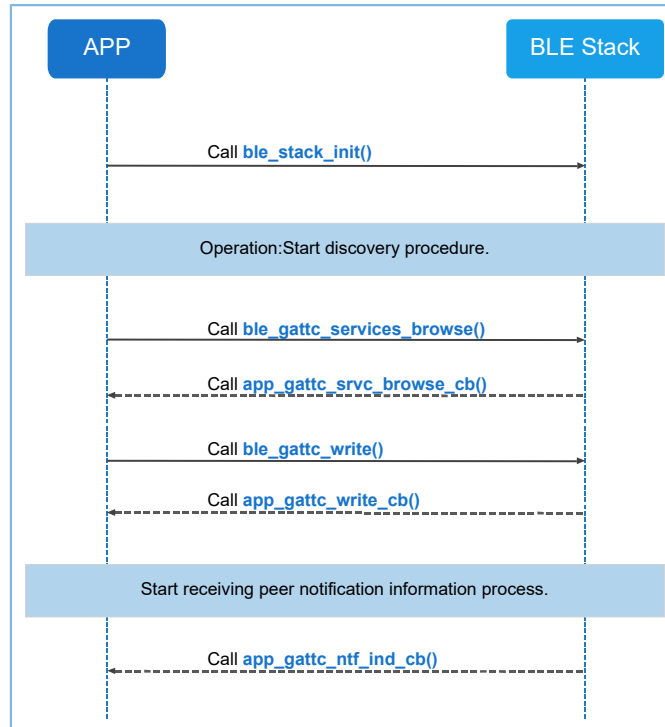 APP
BLE Stack
Call ble_stack_init()
Operation:Start discovery procedure.
Call ble_gattc_services_browse()
Call app_gattc_srvc_browse_cb()
Call ble_gattc_write()
Call app_gattc_write_cb()
Start receiving peer notification information process.
Call app_gattc_ntf_ind_cb()